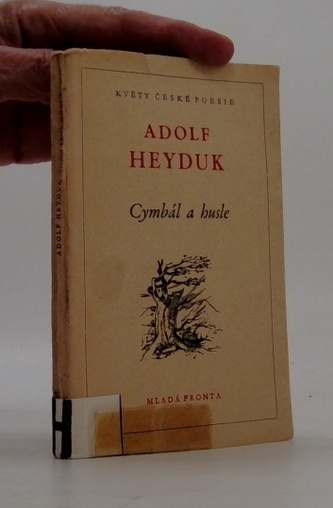 KVĚTY ČESKÉ POESIE
ADOLF
HEYDUK
Cymbál a husle
MLADÁ FRONTA
ADOLF HEYDUK
H